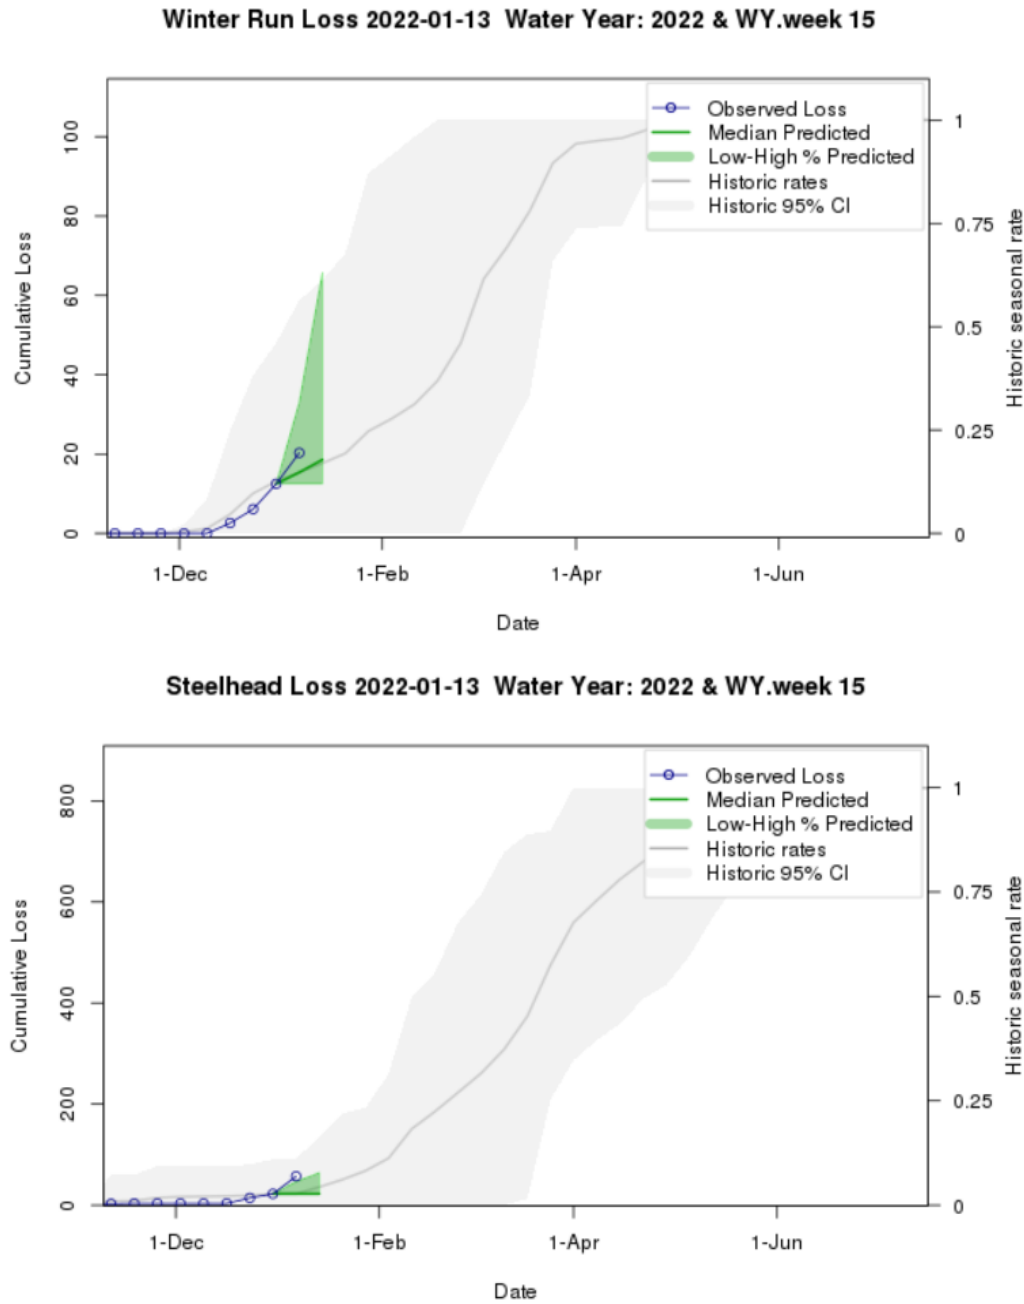 Winter Run Loss 2022-01-13 Water Year: 2022 & WY.week 15
Observed Loss
Median Predicted
Low-High % Predicted
Historic rates
Historic 95% CI
Cumulative Loss
0
20
40
60
80
100
Historic seasonal rate
0
0.25
0.5
0.75
1
1-Dec
1-Feb
1-Apr
1-Jun
Date
Steelhead Loss 2022-01-13 Water Year: 2022 & WY.week 15
Observed Loss
Median Predicted
Low-High % Predicted
Historic rates
Historic 95% CI
Cumulative Loss
0
200
400
600
800
Historic seasonal rate
0
0.25
0.5
0.75
1
1-Dec
1-Feb
1-Apr
1-Jun
Date